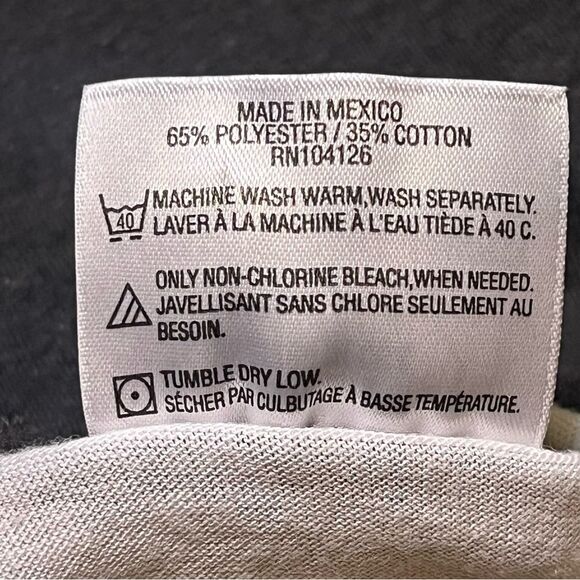 MADE IN MEXICO
65% POLYESTER / 35% COTTON
RN104126
40
MACHINE WASH WARM,WASH SEPARATELY.
LAVER À LA MACHINE À L'EAU TIÈDE À 40 C.
ONLY NON-CHLORINE BLEACH,WHEN NEEDED.
JAVELLISANT SANS CHLORE SEULEMENT AU
BESOIN.
TUMBLE DRY LOW.
SÉCHER PAR CULBUTAGE À BASSE TEMPÉRATURE.